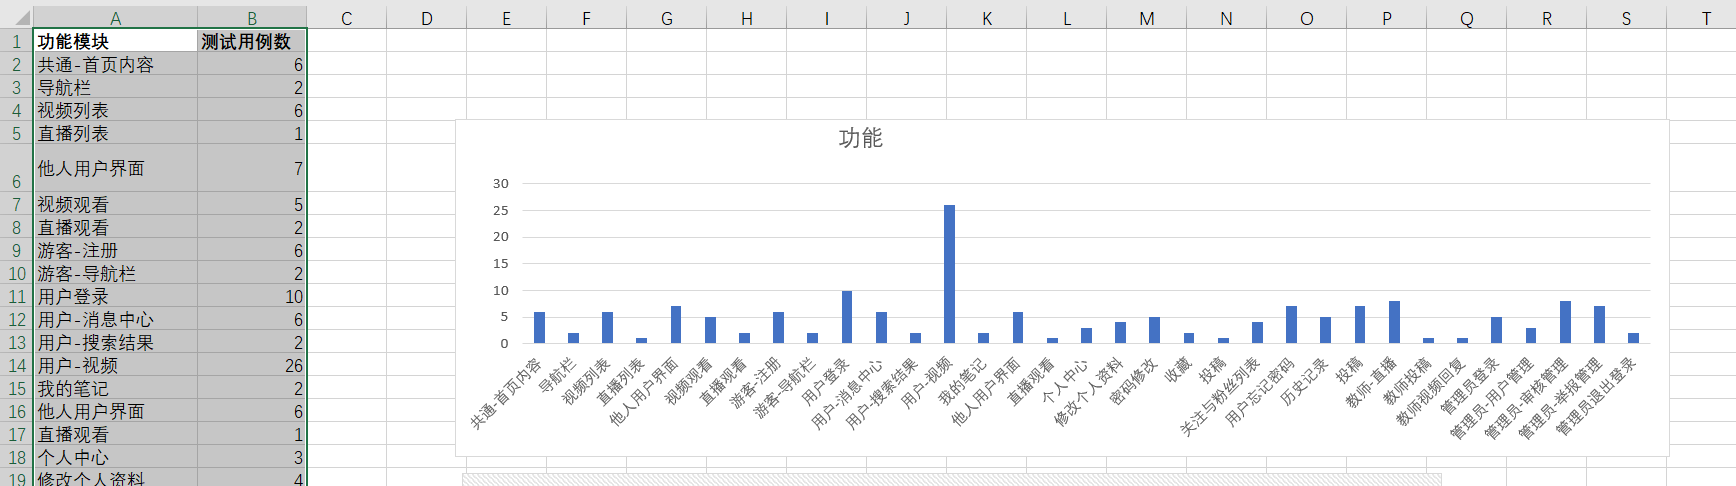 A B C D E F G H I J K L M N O P Q R S T
1 功能模块 测试用例数
2 共通-首页内容 6
3 导航栏 2
4 视频列表 6
5 直播列表 1
6 他人用户界面 7
7 视频观看 5
8 直播观看 2
9 游客-注册 6
10 游客-导航栏 2
11 用户登录 10
12 用户-消息中心 6
13 用户-搜索结果 2
14 用户-视频 26
15 我的笔记 2
16 他人用户界面 6
17 直播观看 1
18 个人中心 3
19 修改个人资料 4
功能
30
25
20
15
10
5
0
共通-首页内容
导航栏
视频列表
直播列表
他人用户界面
视频观看
直播观看
游客-注册
游客-导航栏
用户登录
用户-消息中心
用户-搜索结果
用户-视频
我的笔记
他人用户界面
直播观看
个人中心
修改个人资料
密码修改
收藏
投稿
关注与粉丝列表
用户忘记密码
历史记录
投稿
教师-直播
教师投稿
教师视频回复
管理员登录
管理员-用户管理
管理员-审核管理
管理员-举报管理
管理员退出登录